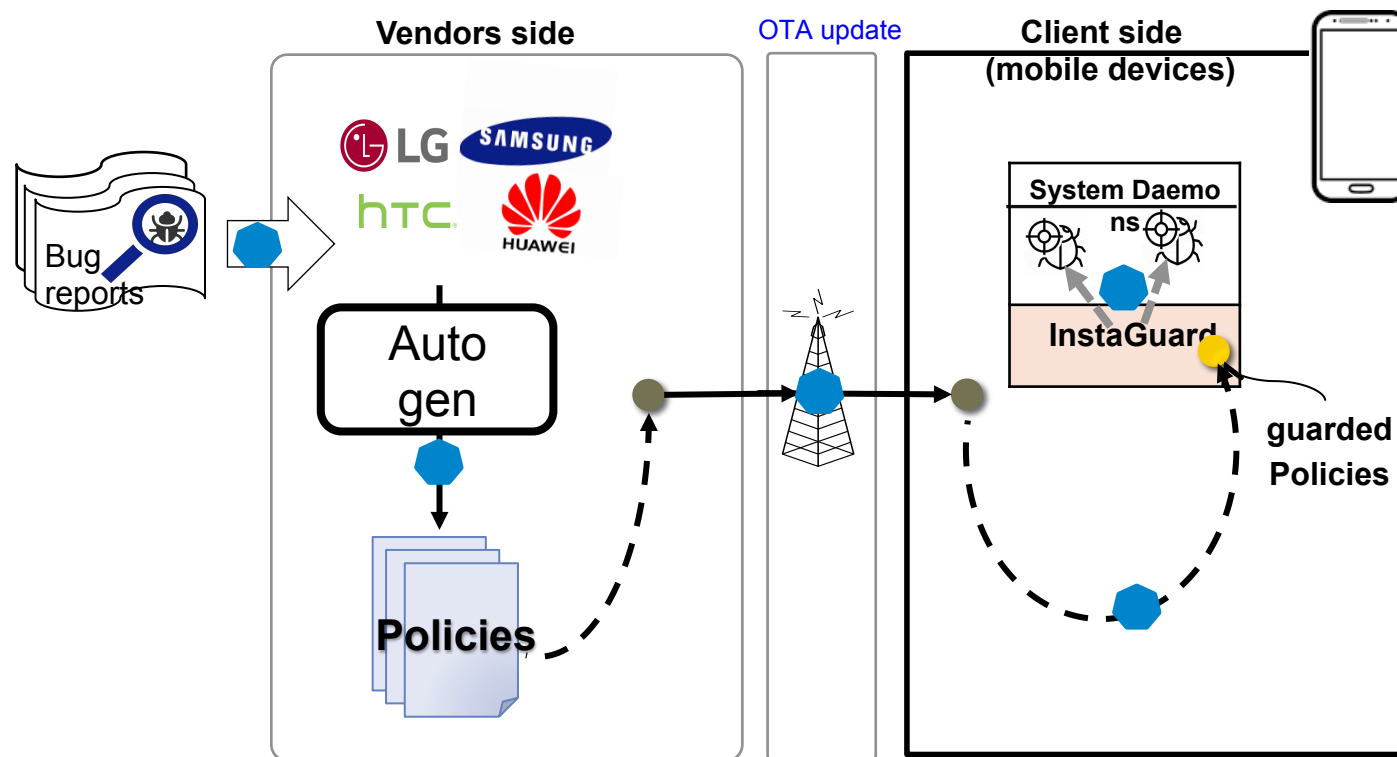 Vendors side
OTA update
Client side
(mobile devices)
LG
SAMSUNG
hTC
HUAWEI
Bug
reports
System Daemo
ns
InstaGuard
Auto
gen
guarded
Policies
Policies